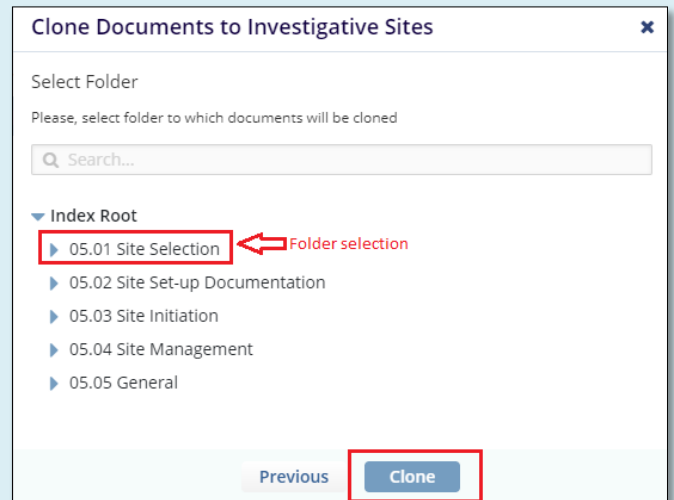 Clone Documents to Investigative Sites
Select Folder
Please, select folder to which documents will be cloned
Search...
Index Root
05.01 Site Selection
Folder selection
05.02 Site Set-up Documentation
05.03 Site Initiation
05.04 Site Management
05.05 General
Previous
Clone